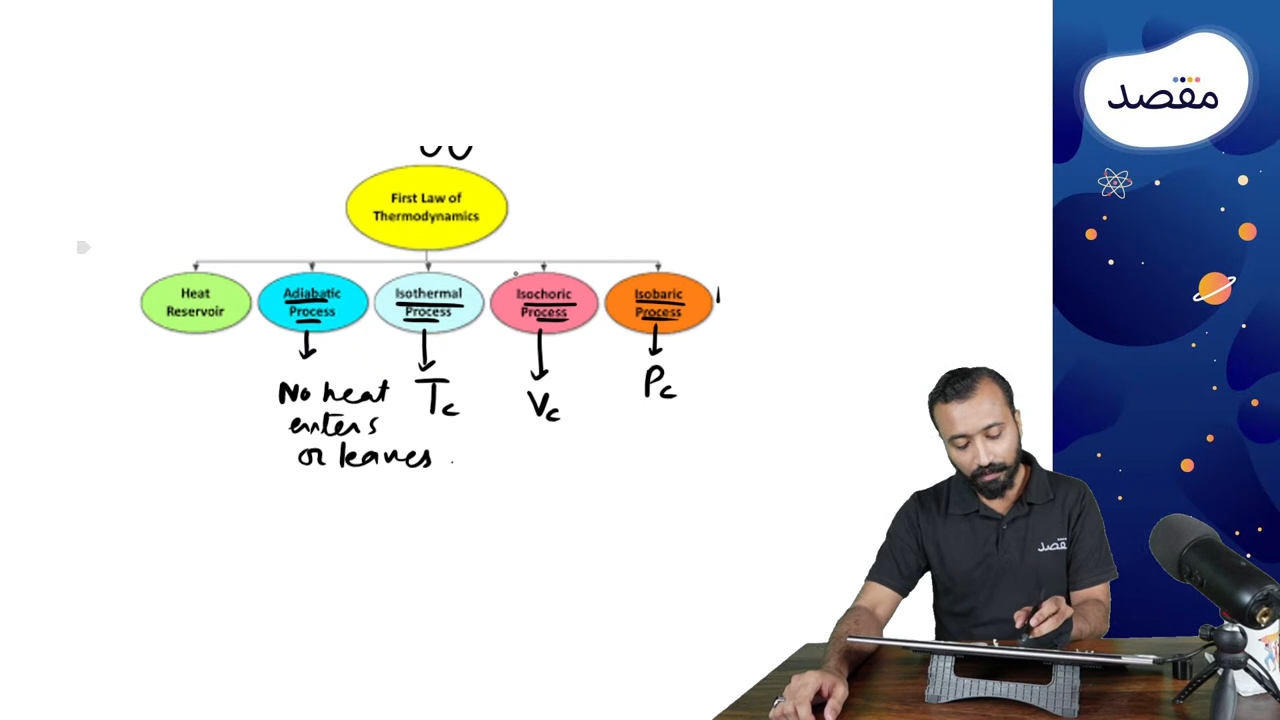 مقصد
First Law of
Thermodynamics
Heat
Reservoir
Adiabatic
Process
Isothermal
Process
Isochoric
Process
Isobaric
Process
No heat
enters
or leaves
Tc
Vc
Pc
مقصد